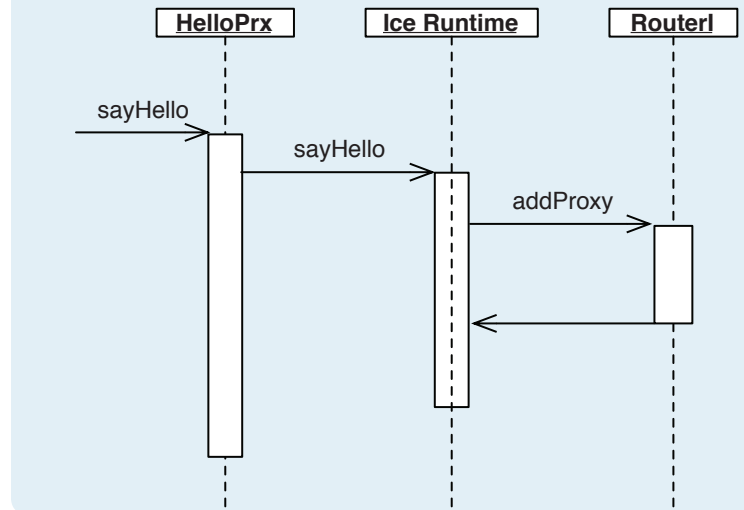 HelloPrx
Ice Runtime
RouterI
sayHello
sayHello
addProxy